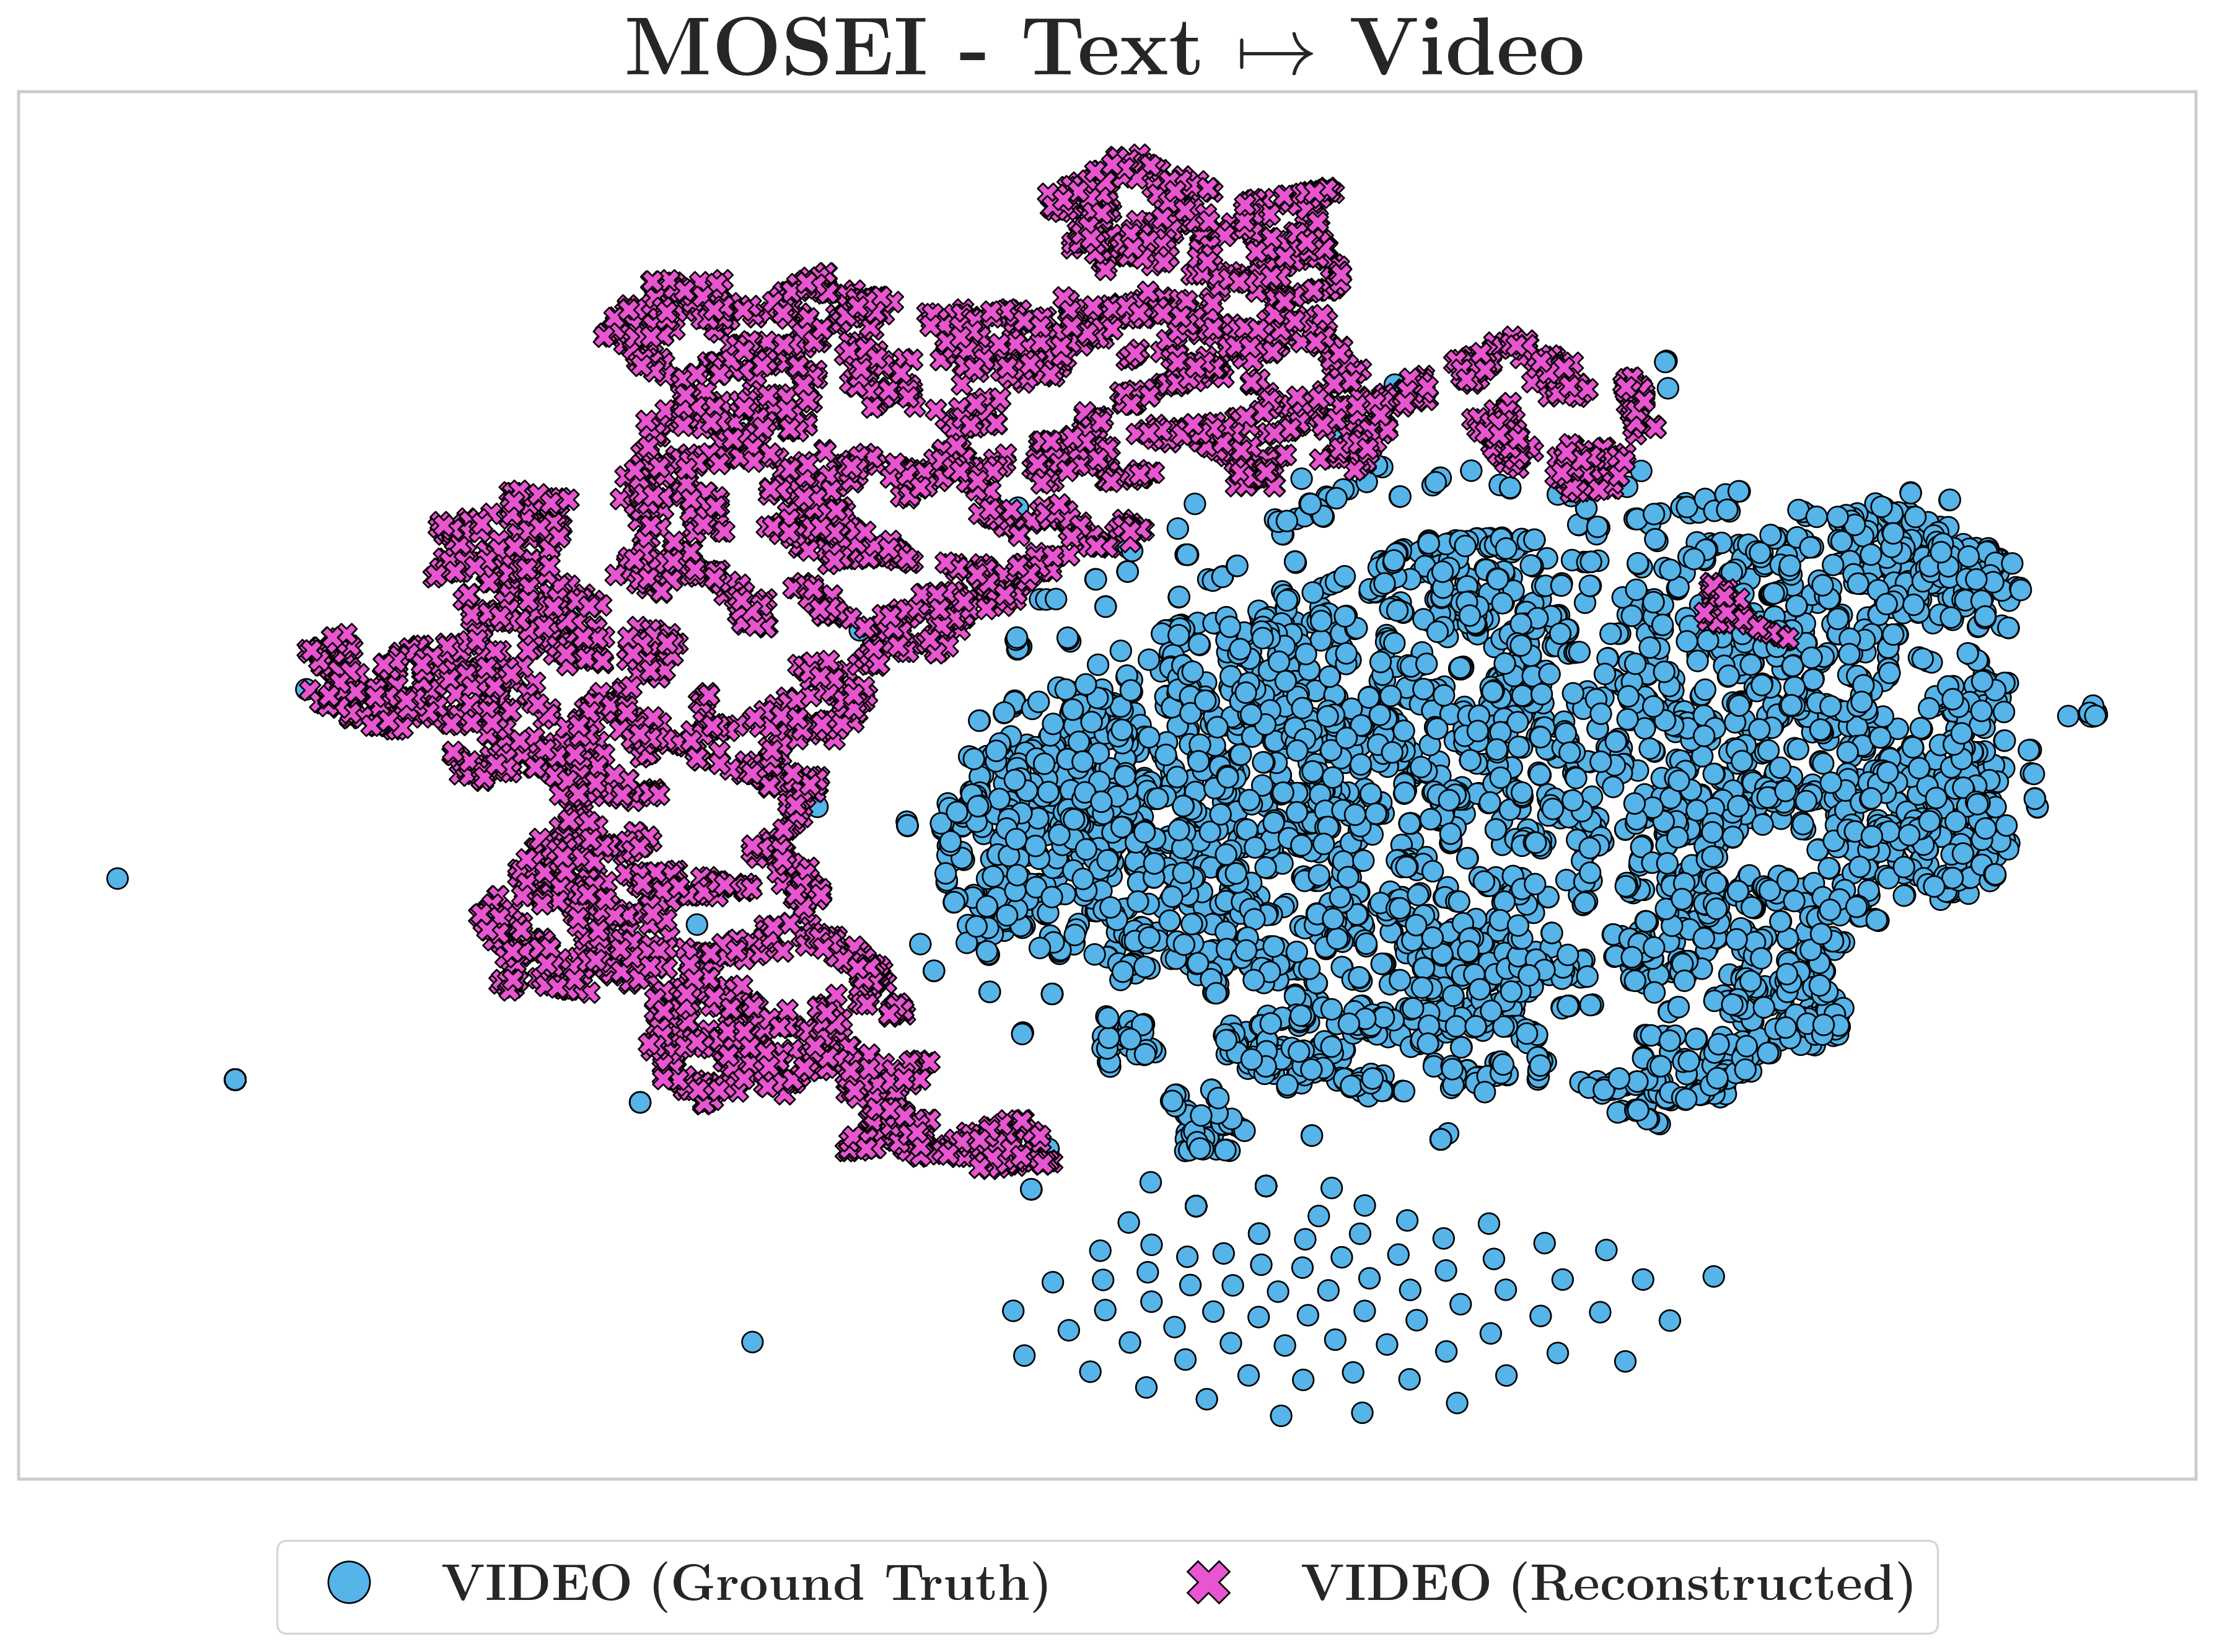 MOSEI - Text ↦ Video
VIDEO (Ground Truth) VIDEO (Reconstructed)